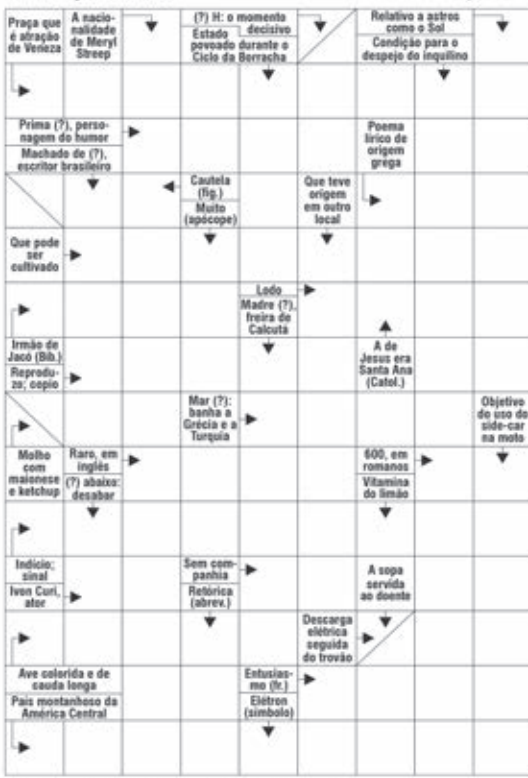 Praça que
é atração
de Veneza
A nacio-
nalidade
de Meryl
Streep
(?) H: o momento
decisivo
Estado
povoado durante o
Ciclo da Borracha
Relativo a astros
como o Sol
Condição para o
despejo do inquilino
Prima (?), perso-
nagem do humor
Machado de (?),
escritor brasileiro
Poema
lírico de
origem
grega
Cautela
(fig.)
Muito
(apócope)
Que teve
origem
em outro
local
Que pode
ser
cultivado
Lodo
Madre (?),
freira de
Calcutá
Irmão de
Jacó (Bíb.)
Reprodu-
zo; copio
A de
Jesus era
Santa Ana
(Catol.)
Mar (?):
banha a
Grécia e a
Turquia
Objetivo
do uso do
side-car
na moto
Molho
com
maionese
e ketchup
Raro, em
inglês
(?) abaixo:
desabar
600, em
romanos
Vitamina
do limão
Indício;
sinal
Ivon Curi,
ator
Sem com-
panhia
Retórica
(abrev.)
A sopa
servida
ao doente
Descarga
elétrica
seguida
do trovão
Ave colorida e de
cauda longa
País montanhoso da
América Central
Entusias-
mo (fr.)
Elétron
(símbolo)